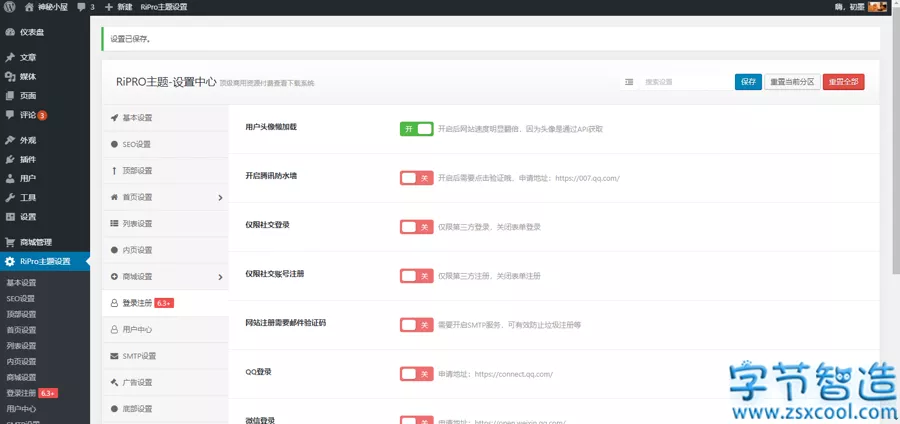 神秘小屋 3 新建 RiPro主题设置 嗨，初墨
仪表盘
文章
媒体
页面
评论 3
外观
插件
用户
工具
设置
商城管理
RiPro主题设置
基本设置
SEO设置
顶部设置
首页设置
列表设置
内页设置
商城设置
登录注册 6.3+
用户中心
设置已保存。
RiPRO主题-设置中心 顶级商用资源付费查看下载系统
搜索设置
保存
重置当前分区
重置全部
基本设置
SEO设置
顶部设置
首页设置
列表设置
内页设置
商城设置
登录注册 6.3+
用户中心
SMTP设置
广告设置
底部设置
用户头像懒加载 开 开启后网站速度明显翻倍，因为头像是通过API获取
开启腾讯防水墙 关 开启后需要点击验证哦，申请地址：https://007.qq.com/
仅限社交登录 关 仅限第三方登录，关闭表单登录
仅限社交账号注册 关 仅限第三方注册，关闭表单注册
网站注册需要邮件验证码 关 需要开启SMTP服务，可有效防止垃圾注册等
QQ登录 关 申请地址：https://connect.qq.com/
微信登录 关 申请地址：https://open.weixin.qq.com/
字节智造
www.zsxcool.com